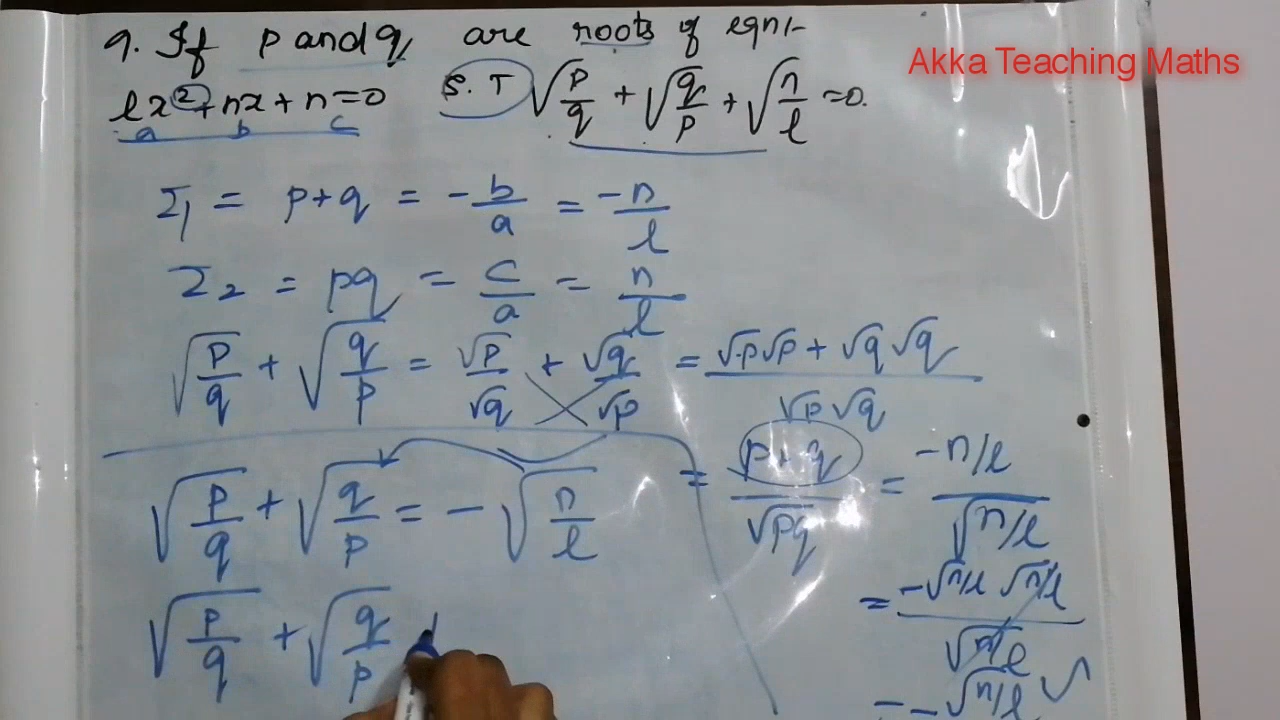 9. If p and q are roots of eqn:-
lx² + nx + n = 0 S.T √(p/q) + √(q/p) + √(n/l) = 0.
a b c
Akka Teaching Maths
Σ₁ = p+q = -b/a = -n/l
Σ₂ = pq = c/a = n/l
√(p/q) + √(q/p) = √p/√q + √q/√p = (√p√p + √q√q)/(√p√q)
= (p+q)/√(pq) = (-n/l)/√(n/l)
= (-√(n/l) √(n/l))/√(n/l)
= -√(n/l)
√(p/q) + √(q/p) = -√(n/l)
√(p/q) + √(q/p)